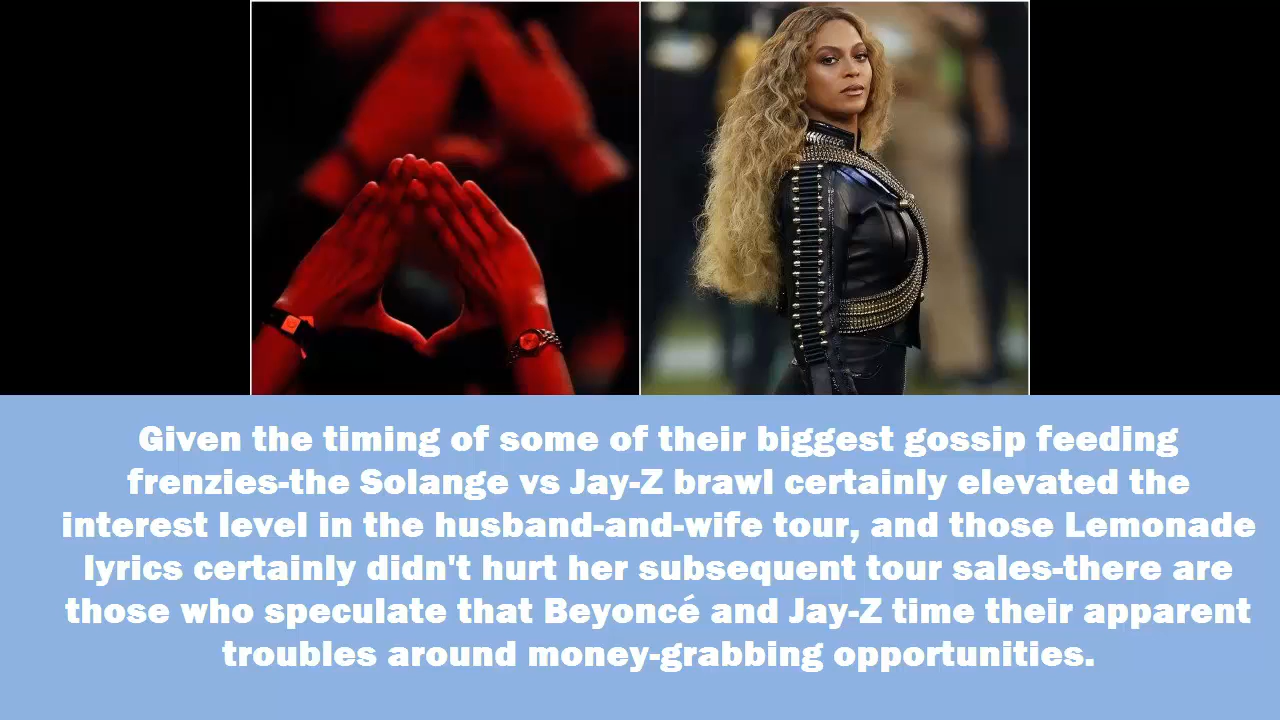 Given the timing of some of their biggest gossip feeding
frenzies-the Solange vs Jay-Z brawl certainly elevated the
interest level in the husband-and-wife tour, and those Lemonade
lyrics certainly didn't hurt her subsequent tour sales-there are
those who speculate that Beyoncé and Jay-Z time their apparent
troubles around money-grabbing opportunities.